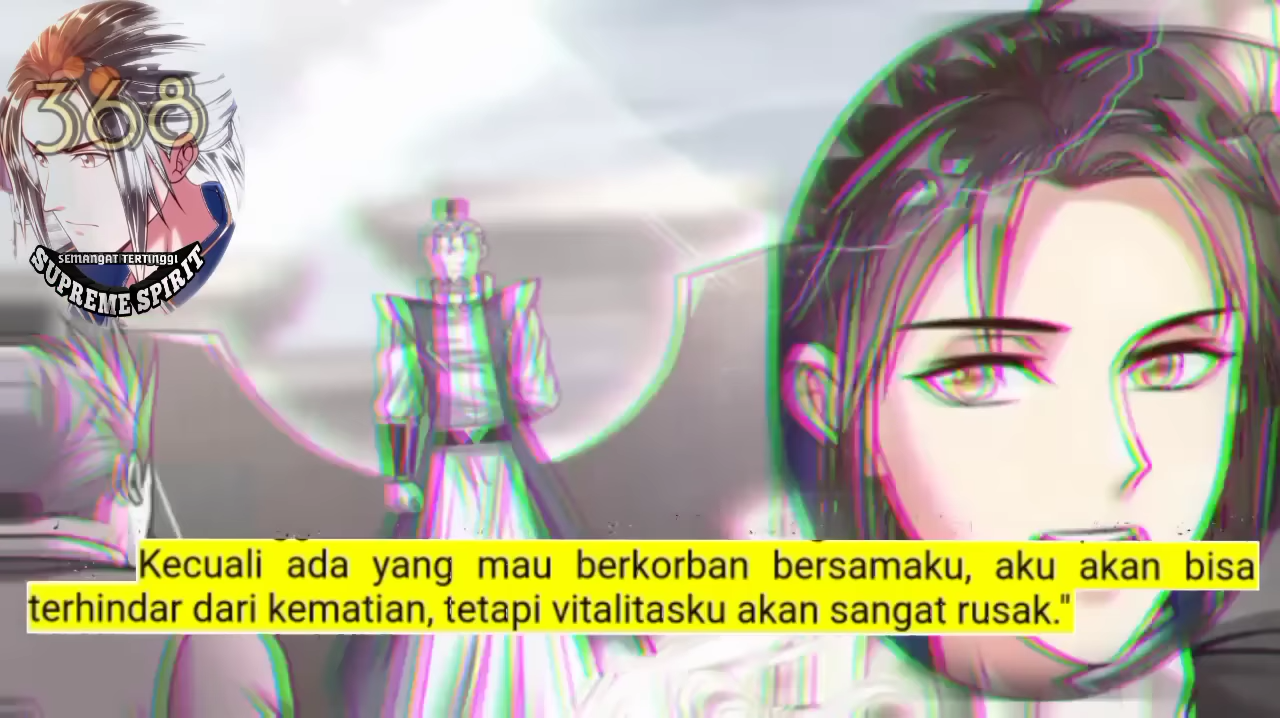 368
SEMANGAT TERTINGGI
SUPREME SPIRIT
Kecuali ada yang mau berkorban bersamaku, aku akan bisa
terhindar dari kematian, tetapi vitalitasku akan sangat rusak."